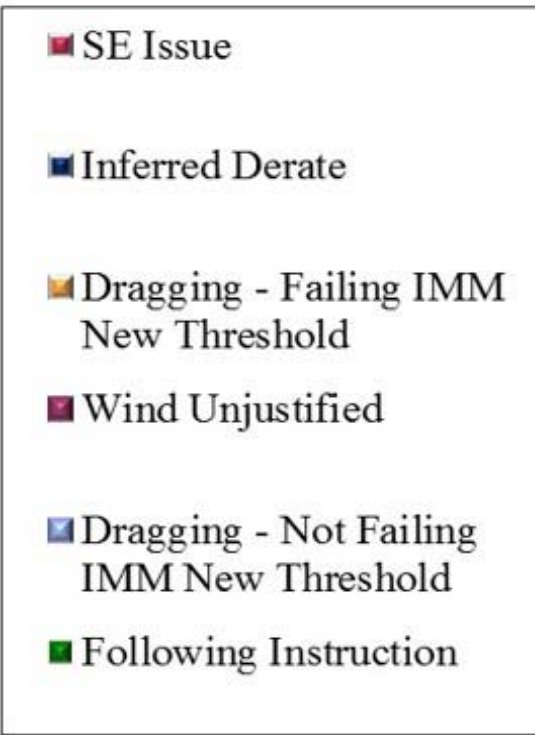 SE Issue
Inferred Derate
Dragging - Failing IMM
New Threshold
Wind Unjustified
Dragging - Not Failing
IMM New Threshold
Following Instruction